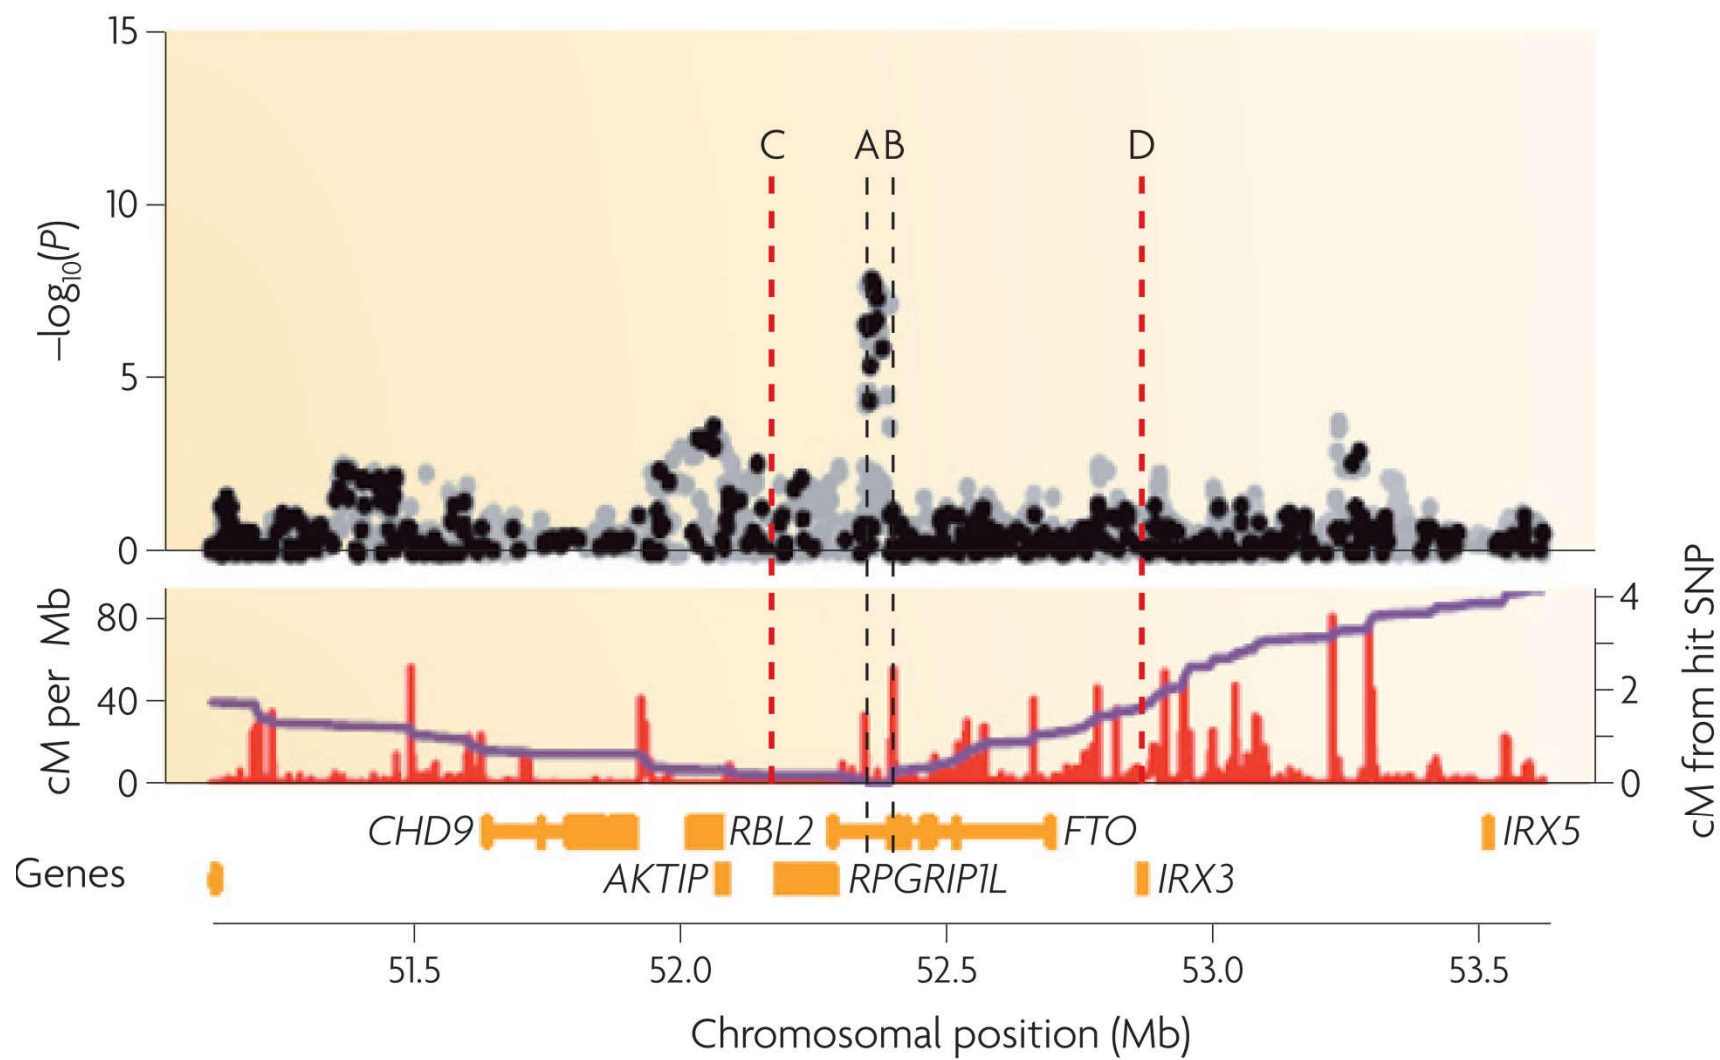 15
10
5
0
–log10(P)
C A B D
80
40
0
cM per Mb
4
2
0
cM from hit SNP
CHD9 RBL2 FTO IRX5
Genes AKTIP RPGRIP1L IRX3
51.5 52.0 52.5 53.0 53.5
Chromosomal position (Mb)